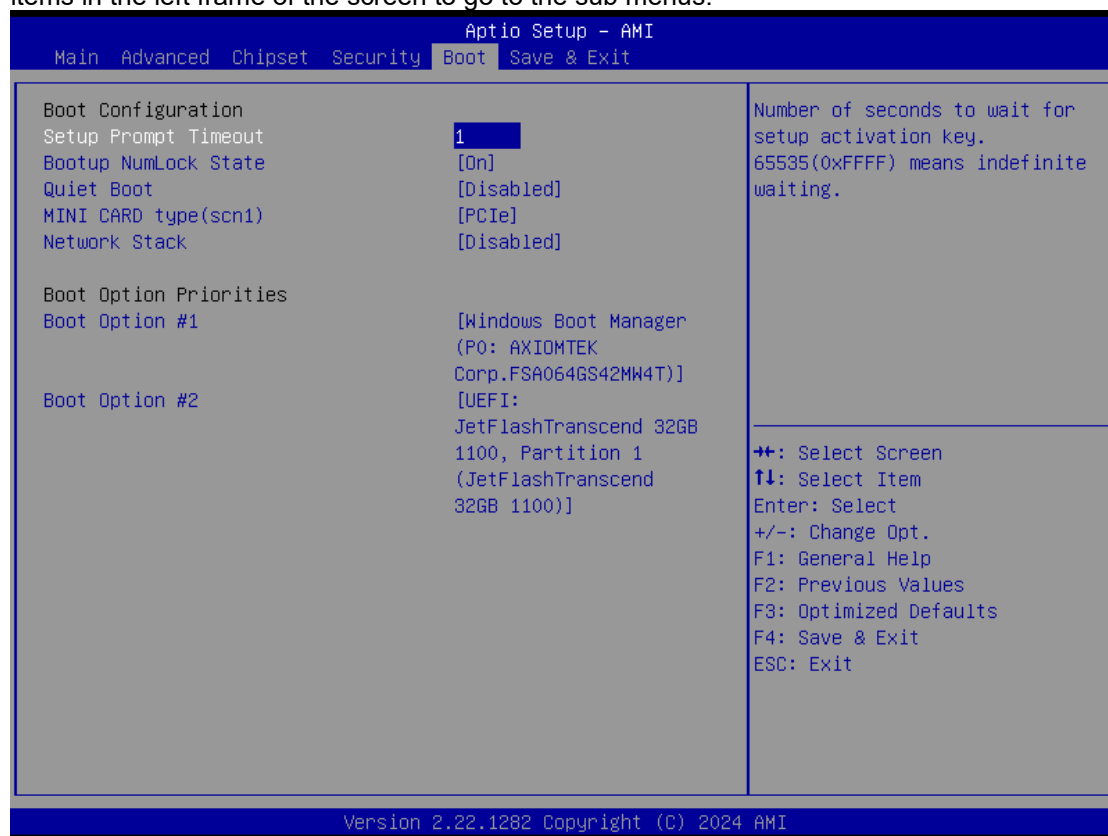 items in the left frame of the screen to go to the sub menus.
Aptio Setup – AMI
Main Advanced Chipset Security Boot Save & Exit
Boot Configuration
Setup Prompt Timeout 1
Bootup NumLock State [On]
Quiet Boot [Disabled]
MINI CARD type(scn1) [PCIe]
Network Stack [Disabled]
Boot Option Priorities
Boot Option #1 [Windows Boot Manager
(P0: AXIOMTEK
Corp.FSA064GS42MW4T)]
Boot Option #2 [UEFI:
JetFlashTranscend 32GB
1100, Partition 1
(JetFlashTranscend
32GB 1100)]
Number of seconds to wait for
setup activation key.
65535(0xFFFF) means indefinite
waiting.
→←: Select Screen
↑↓: Select Item
Enter: Select
+/-: Change Opt.
F1: General Help
F2: Previous Values
F3: Optimized Defaults
F4: Save & Exit
ESC: Exit
Version 2.22.1282 Copyright (C) 2024 AMI